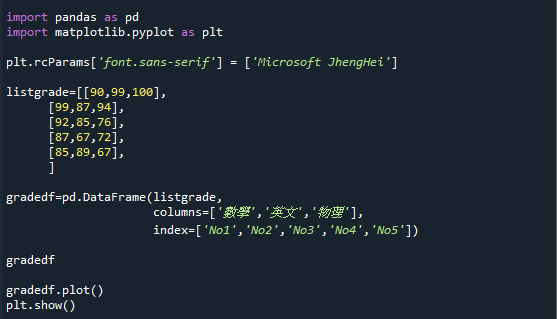 import pandas as pd
import matplotlib.pyplot as plt
plt.rcParams['font.sans-serif'] = ['Microsoft JhengHei']
listgrade=[[90,99,100],
[99,87,94],
[92,85,76],
[87,67,72],
[85,89,67],
]
gradedf=pd.DataFrame(listgrade,
columns=['數學','英文','物理'],
index=['No1','No2','No3','No4','No5'])
gradedf
gradedf.plot()
plt.show()